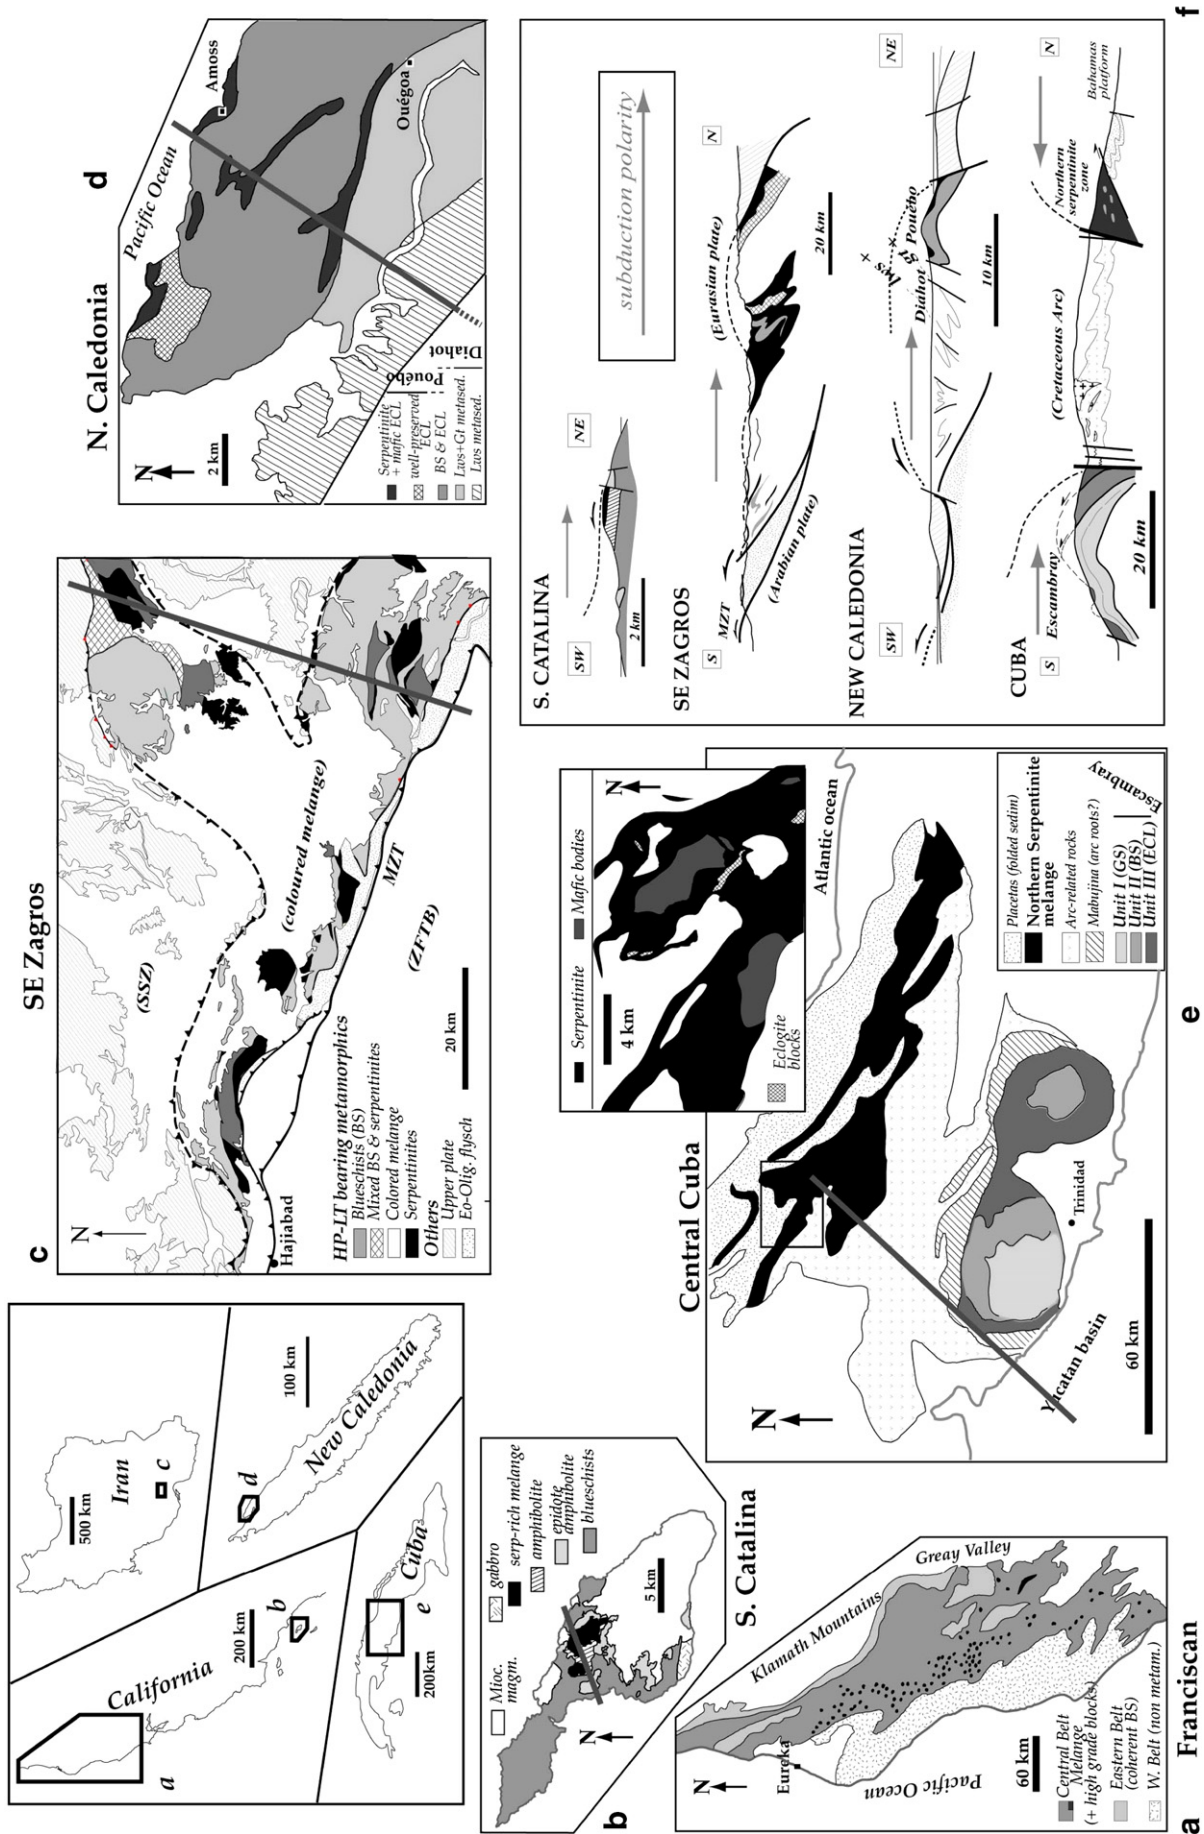 a
California
200 km
b
Iran
500 km
c
d
New Caledonia
100 km
Cuba
200km
e
c
SE Zagros
N
Hajiabad
(SSZ)
(coloured melange)
MZT
(ZFTB)
20 km
HP-LT bearing metamorphics
Blueschists (BS)
Mixed BS & serpentinites
Colored melange
Serpentinites
Others
Upper plate
Eo-Olig. flysch
N. Caledonia
d
N
2 km
Pacific Ocean
Amoss
Ouégoa
Pouébo
Diahot
Serpentinite
+ mafic ECL
well-preserved
ECL
BS & ECL
Lws+Gt metased.
Lws metased.
b
S. Catalina
Mioc.
magm.
gabbro
serp-rich melange
amphibolite
epidote
amphibolite
blueschists
5 km
N
a
Franciscan
N
Klamath Mountains
Greay Valley
Eureka
Pacific Ocean
60 km
Central Belt
Melange
(+ high grade blocks)
Eastern Belt
(coherent BS)
W. Belt (non metam.)
Central Cuba
e
N
Serpentinite
Mafic bodies
4 km
N
Eclogite
blocks
Atlantic ocean
Trinidad
Yucatan basin
60 km
Placetas (folded sedim)
Northern Serpentinite
melange
Arc-related rocks
Mabujina (arc roots?)
Unit I (GS)
Unit II (BS)
Unit III (ECL)
Escambray
f
S. CATALINA
SW
NE
2 km
subduction polarity
SE ZAGROS
S
N
MZT
(Arabian plate)
(Eurasian plate)
20 km
NEW CALEDONIA
SW
NE
lws + gt
Diahot
Pouébo
10 km
CUBA
S
N
Escambray
(Cretaceous Arc)
Northern
serpentinite
zone
Bahamas
platform
20 km